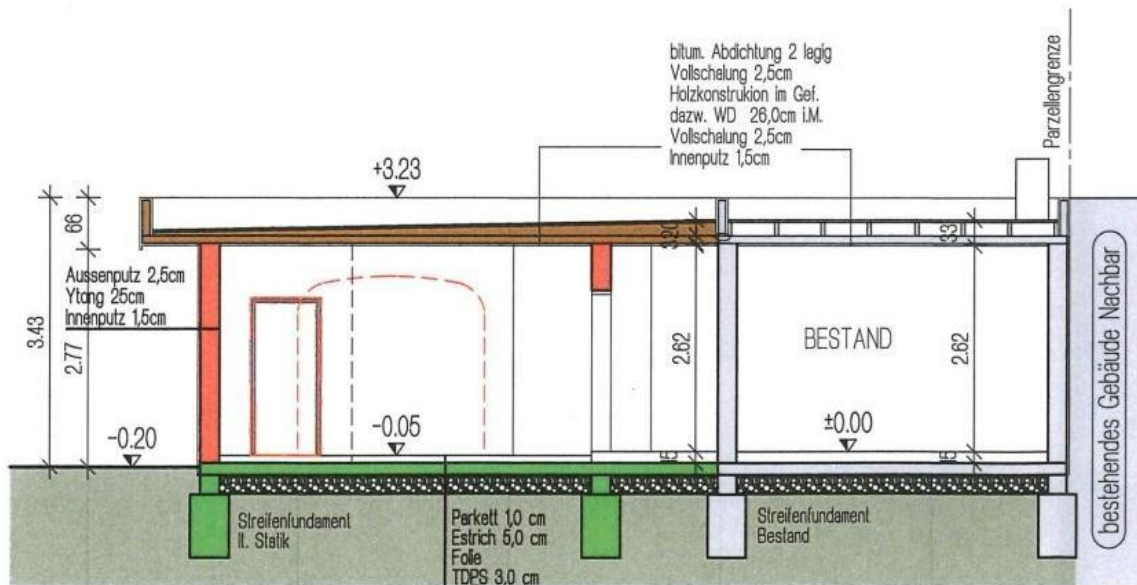 bitum. Abdichtung 2 lagig
Vollschalung 2,5cm
Holzkonstrukion im Gef.
dazw. WD 26,0cm i.M.
Vollschalung 2,5cm
Innenputz 1,5cm
Parzellengrenze
+3.23
66
3.43
2.77
Aussenputz 2,5cm
Ytong 25cm
Innenputz 1,5cm
33
2.62
BESTAND
2.62
bestehendes Gebäude Nachbar
-0.20
-0.05
±0.00
15
15
Streifenfundament
lt. Statik
Parkett 1,0 cm
Estrich 5,0 cm
Folie
TDPS 3,0 cm
Streifenfundament
Bestand